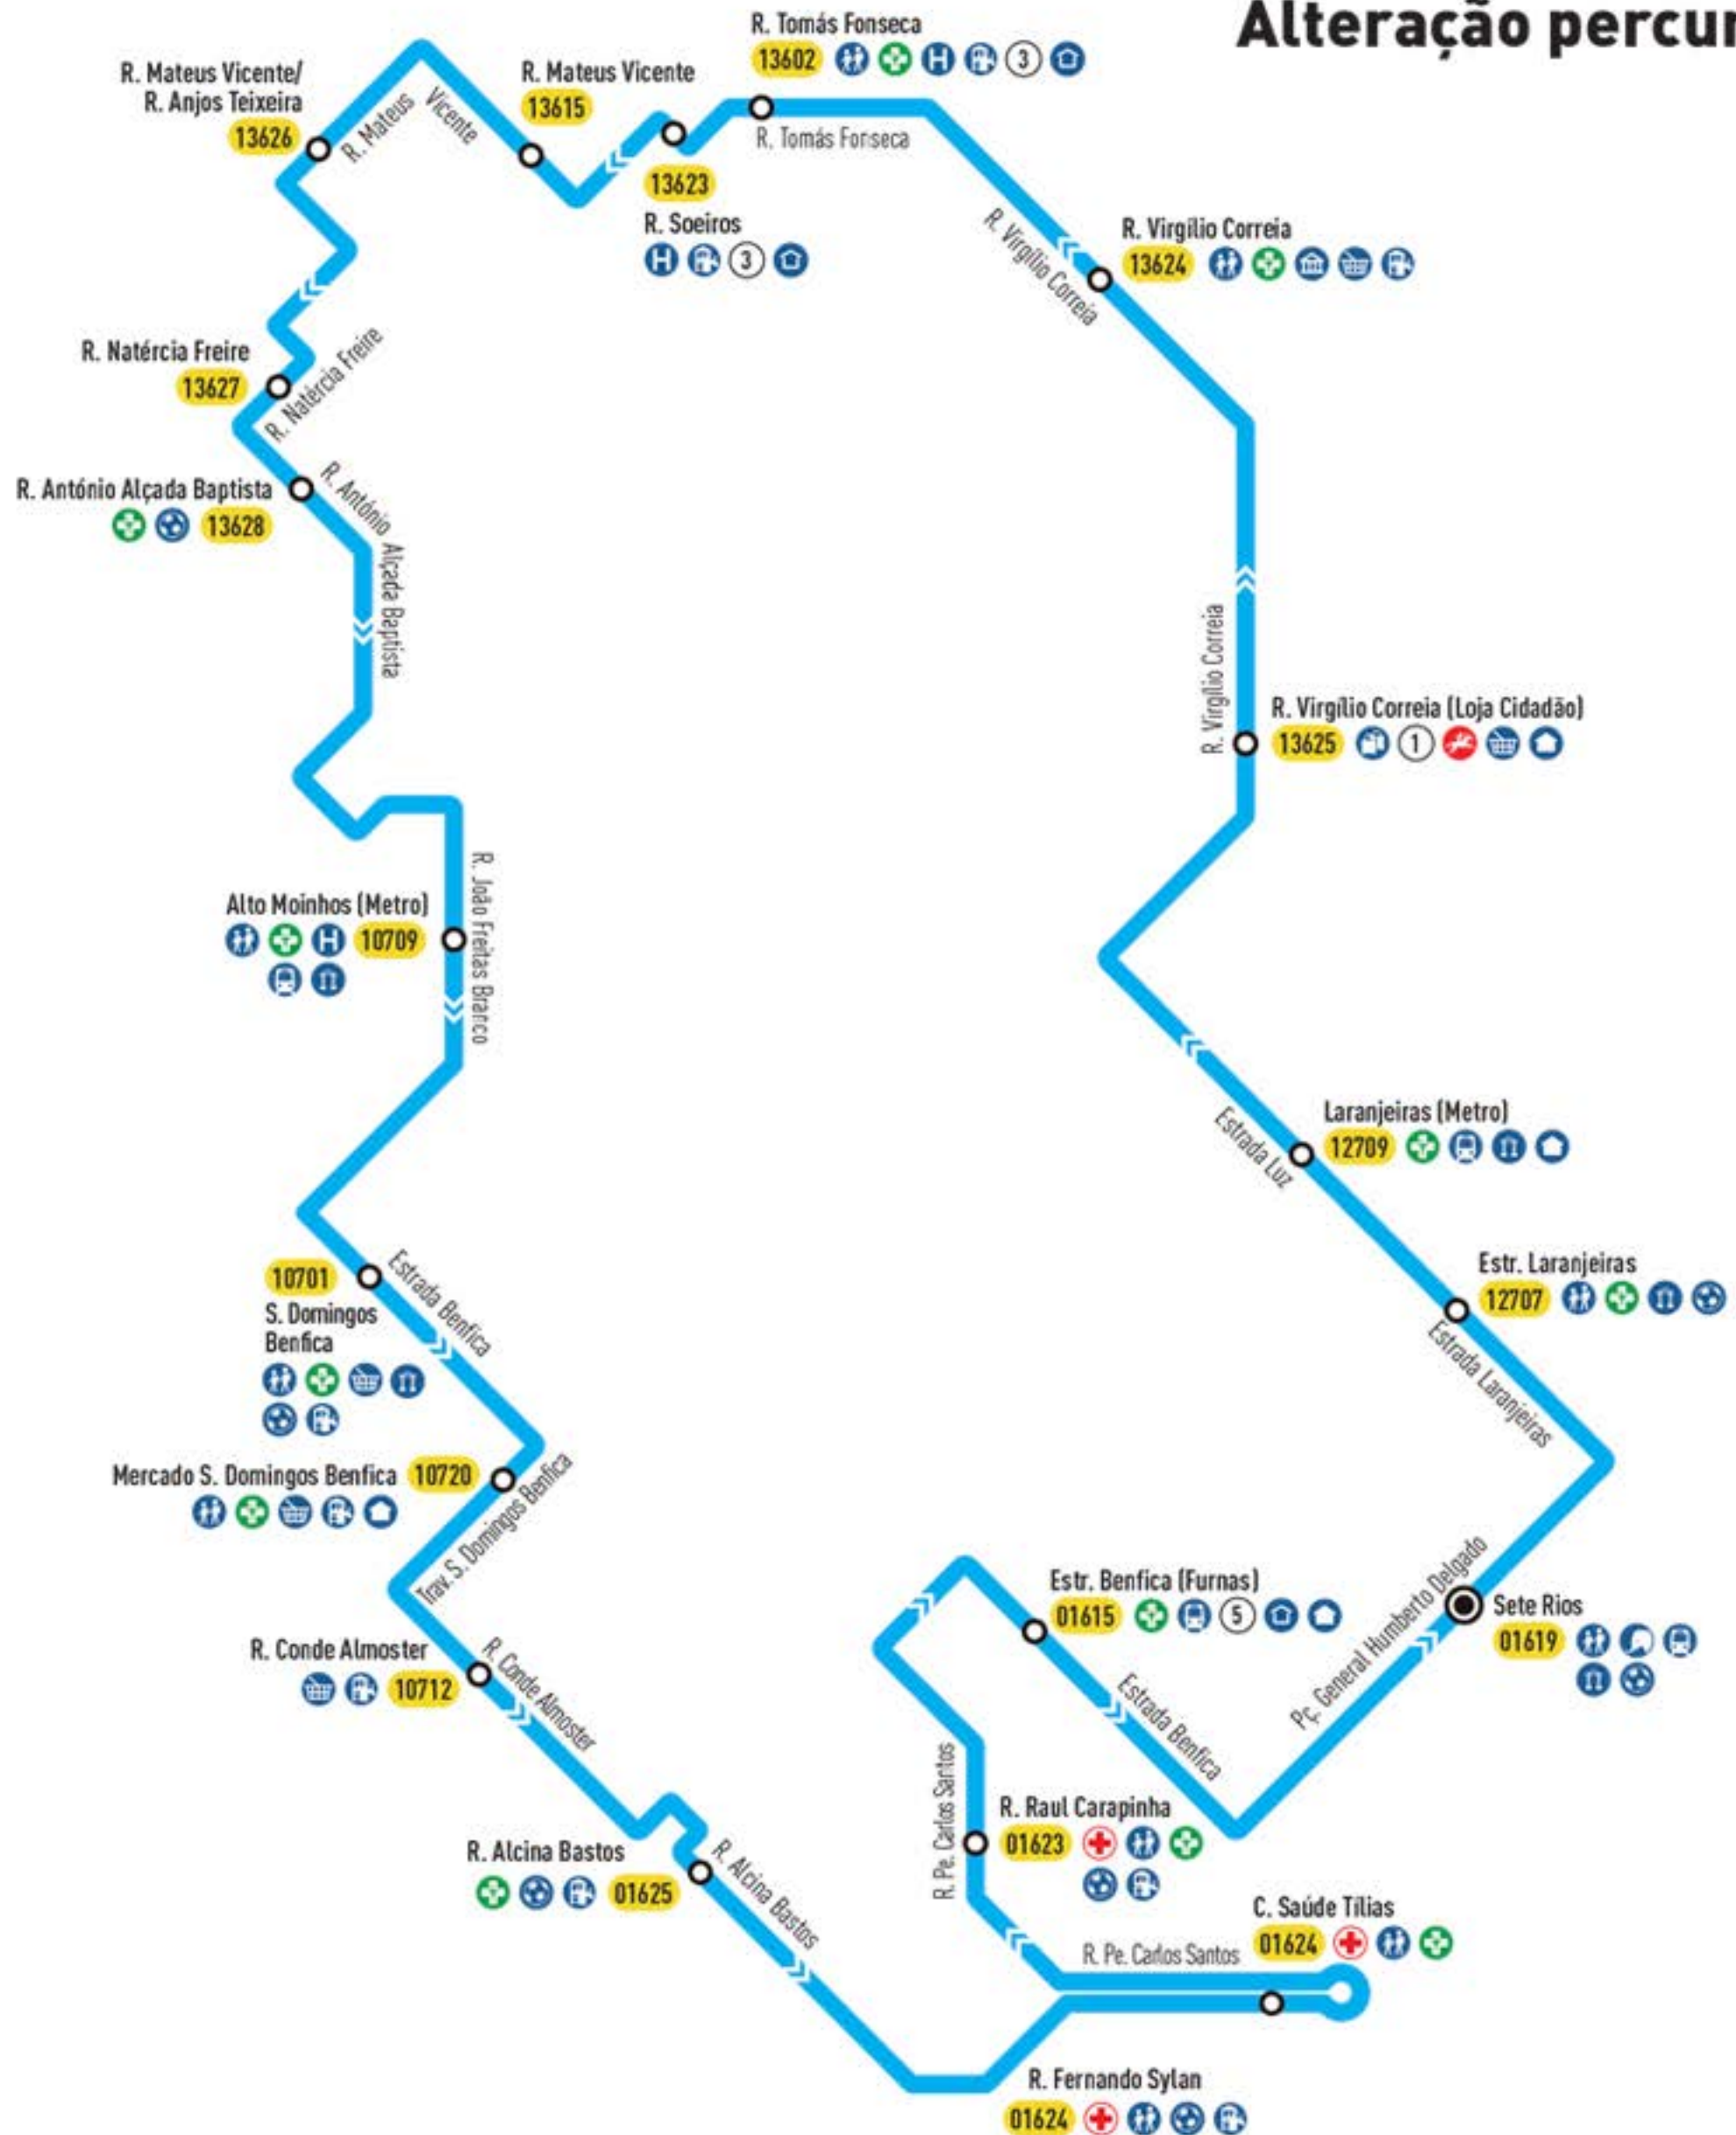 Alteração percur
R. Tomás Fonseca
13602
3
R. Tomás Fonseca
R. Mateus Vicente/
R. Anjos Teixeira
13626
R. Mateus Vicente
R. Mateus Vicente
13615
13623
R. Soeiros
H
3
R. Virgílio Correia
13624
R. Virgílio Correia
R. Natércia Freire
13627
R. Natércia Freire
R. António Alçada Baptista
13628
R. António Alçada Baptista
R. Virgílio Correia
R. Virgílio Correia (Loja Cidadão)
13625
1
Alto Moinhos (Metro)
H
10709
R. João Freitas Branco
Laranjeiras (Metro)
12709
Estrada Luz
Estr. Laranjeiras
12707
Estrada Laranjeiras
10701
S. Domingos
Benfica
Estrada Benfica
Mercado S. Domingos Benfica
10720
Trav. S. Domingos Benfica
Estr. Benfica (Furnas)
01615
5
Estrada Benfica
Pç. General Humberto Delgado
Sete Rios
01619
R. Conde Almoster
10712
R. Conde Almoster
R. Pe. Carlos Santos
R. Raul Carapinha
01623
R. Alcina Bastos
01625
R. Alcina Bastos
C. Saúde Tílias
01624
R. Pe. Carlos Santos
R. Fernando Sylan
01624